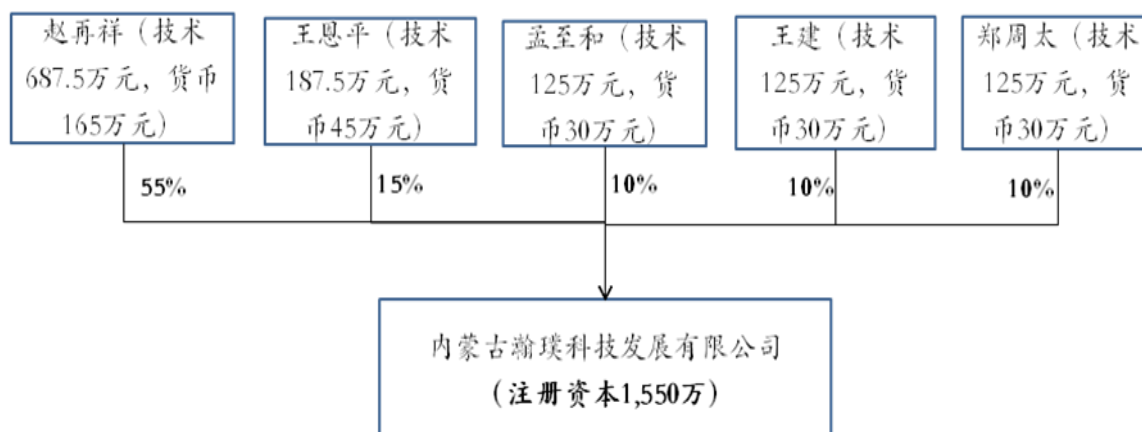 赵再祥（技术
687.5万元，货币
165万元）
王恩平（技术
187.5万元，货
币45万元）
孟至和（技术
125万元，货
币30万元）
王建（技术
125万元，货
币30万元）
郑周太（技术
125万元，货
币30万元）
55%
15%
10%
10%
10%
内蒙古瀚璞科技发展有限公司
（注册资本1,550万）